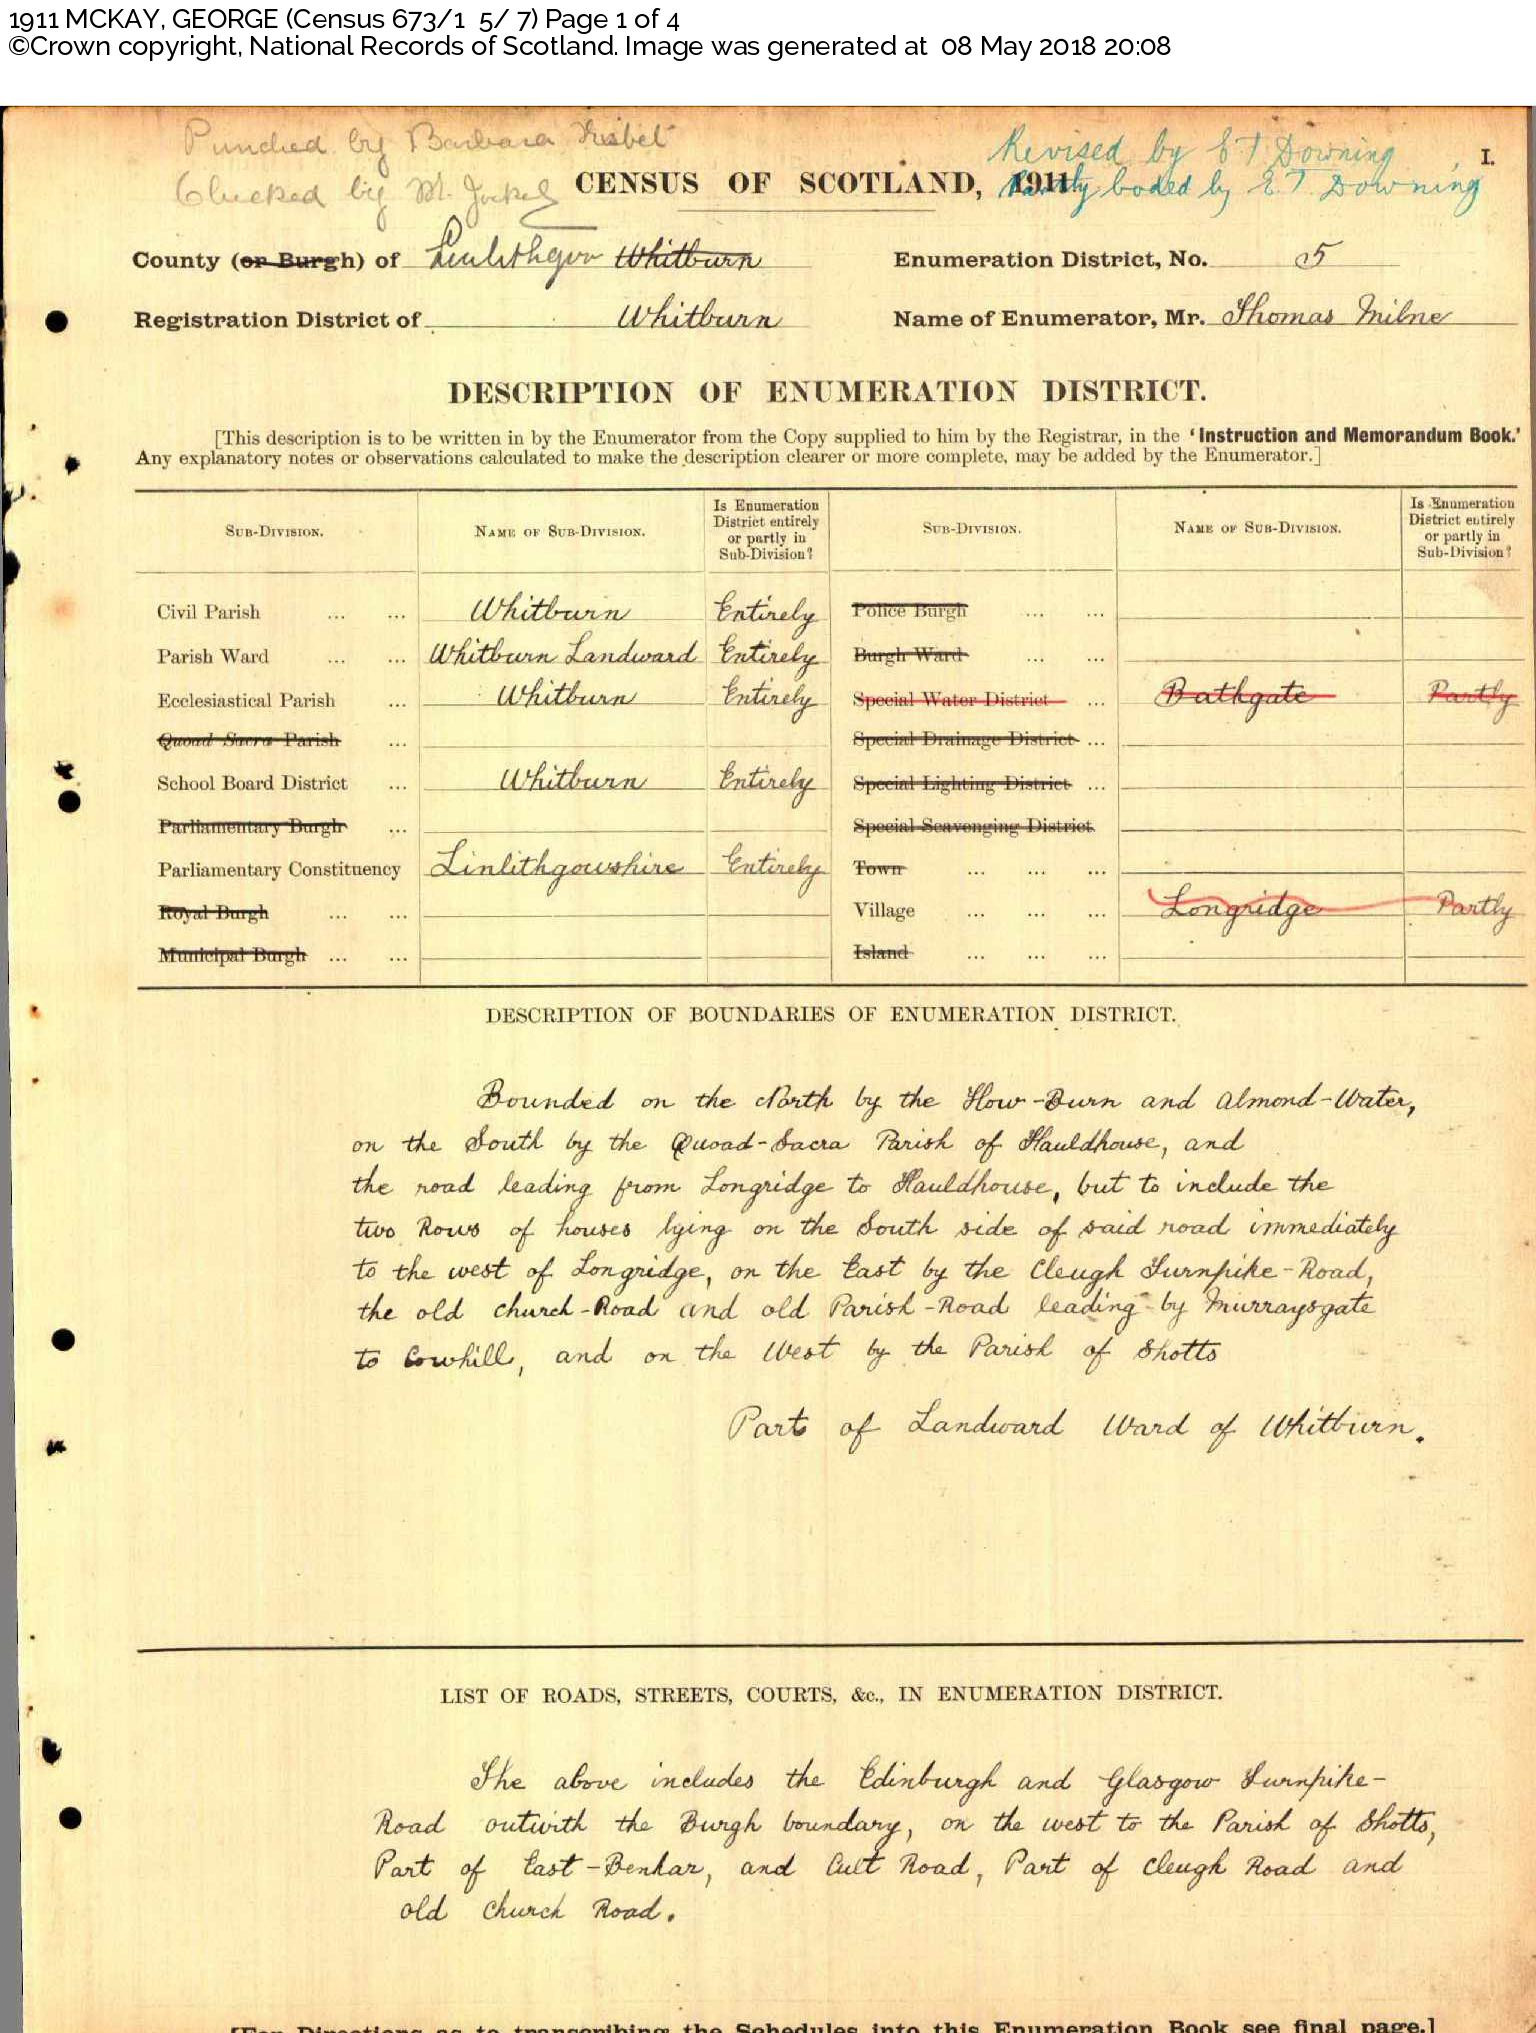 1911 MCKAY, GEORGE (Census 673/1 5/ 7) Page 1 of 4
©Crown copyright, National Records of Scotland. Image was generated at 08 May 2018 20:08
Punched by Barbara Nisbet
Checked by M.
Revised by E T Downing
Partly coded by E. T. Downing
I.
CENSUS OF SCOTLAND, 1911
County (or Burgh) of Linlithgow Whitburn Enumeration District, No. 5
Registration District of Whitburn Name of Enumerator, Mr. Thomas Milne
DESCRIPTION OF ENUMERATION DISTRICT.
[This description is to be written in by the Enumerator from the Copy supplied to him by the Registrar, in the 'Instruction and Memorandum Book.'
Any explanatory notes or observations calculated to make the description clearer or more complete, may be added by the Enumerator.]
SUB-DIVISION. NAME OF SUB-DIVISION. Is Enumeration District entirely or partly in Sub-Division? SUB-DIVISION. NAME OF SUB-DIVISION. Is Enumeration District entirely or partly in Sub-Division?
Civil Parish ... ... Whitburn Entirely Police Burgh ... ...
Parish Ward ... ... Whitburn Landward Entirely Burgh Ward ... ...
Ecclesiastical Parish ... Whitburn Entirely Special Water District ... Bathgate Partly
Quoad Sacra Parish ... Special Drainage District ...
School Board District ... Whitburn Entirely Special Lighting District ...
Parliamentary Burgh ... Special Scavenging District
Parliamentary Constituency Linlithgowshire Entirely Town ... ... ...
Royal Burgh ... ... Village ... ... ... Longridge Partly
Municipal Burgh ... ... Island ... ... ...
DESCRIPTION OF BOUNDARIES OF ENUMERATION DISTRICT.
Bounded on the North by the How-Burn and Almond-Water,
on the South by the Quoad-Sacra Parish of Fauldhouse, and
the road leading from Longridge to Fauldhouse, but to include the
two Rows of houses lying on the South side of said road immediately
to the west of Longridge, on the East by the Cleugh Turnpike-Road,
the old church-Road and old Parish-Road leading by Murraysgate
to Cowhill, and on the West by the Parish of Shotts
Part of Landward Ward of Whitburn.
LIST OF ROADS, STREETS, COURTS, &c., IN ENUMERATION DISTRICT.
The above includes the Edinburgh and Glasgow Turnpike-
Road outwith the Burgh boundary, on the west to the Parish of Shotts,
Part of East-Benhar, and Cult Road, Part of Cleugh Road and
old Church Road.
[For Directions as to transcribing the Schedules into this Enumeration Book see final page.]